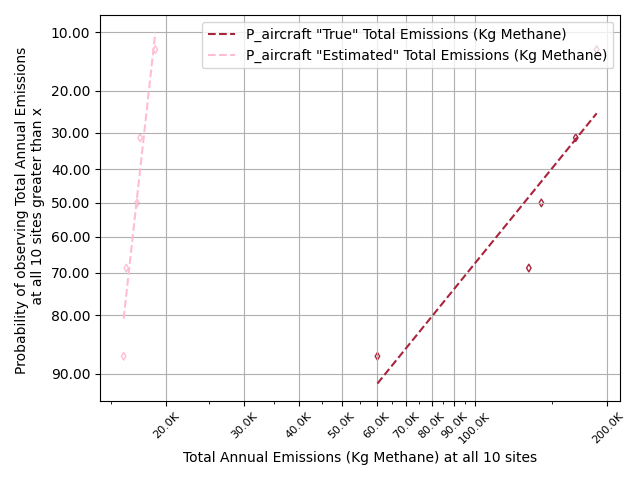 P_aircraft "True" Total Emissions (Kg Methane)
P_aircraft "Estimated" Total Emissions (Kg Methane)
Probability of observing Total Annual Emissions
at all 10 sites greater than x
10.00
20.00
30.00
40.00
50.00
60.00
70.00
80.00
90.00
20.0K
30.0K
40.0K
50.0K
60.0K
70.0K
80.0K
90.0K
100.0K
200.0K
Total Annual Emissions (Kg Methane) at all 10 sites